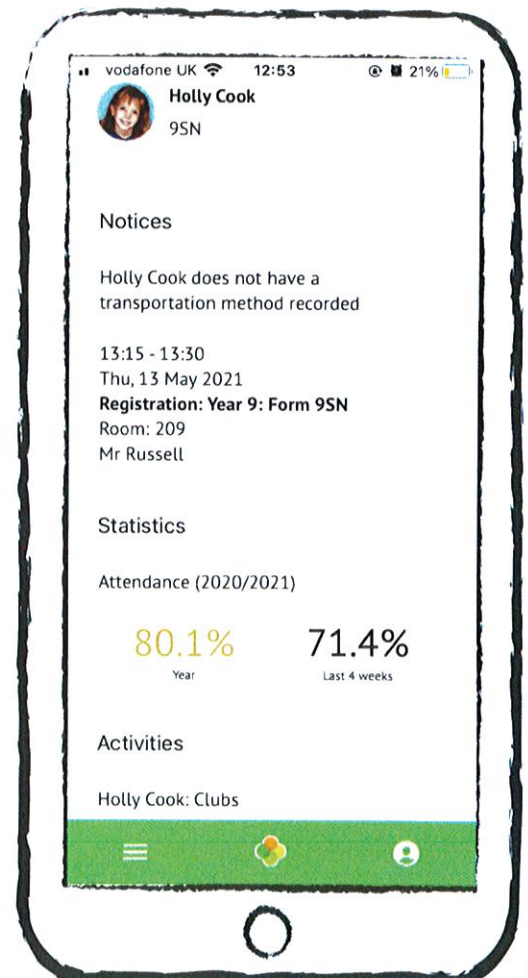 vodafone UK 12:53 21%
Holly Cook
9SN
Notices
Holly Cook does not have a
transportation method recorded
13:15 - 13:30
Thu, 13 May 2021
Registration: Year 9: Form 9SN
Room: 209
Mr Russell
Statistics
Attendance (2020/2021)
80.1% 71.4%
Year Last 4 weeks
Activities
Holly Cook: Clubs